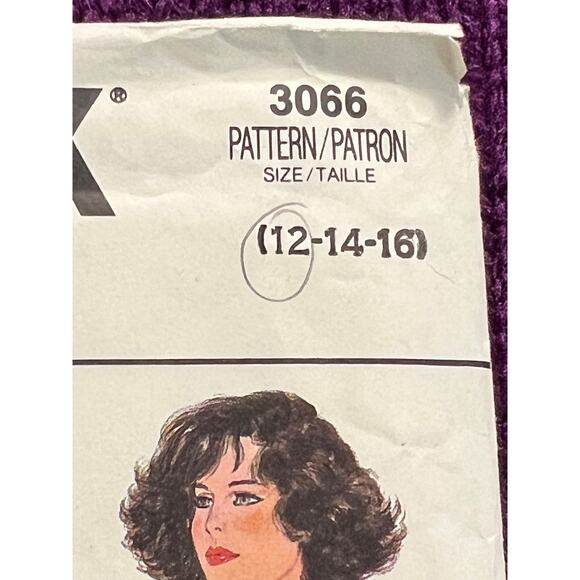 K®
3066
PATTERN/PATRON
SIZE/TAILLE
(12-14-16)